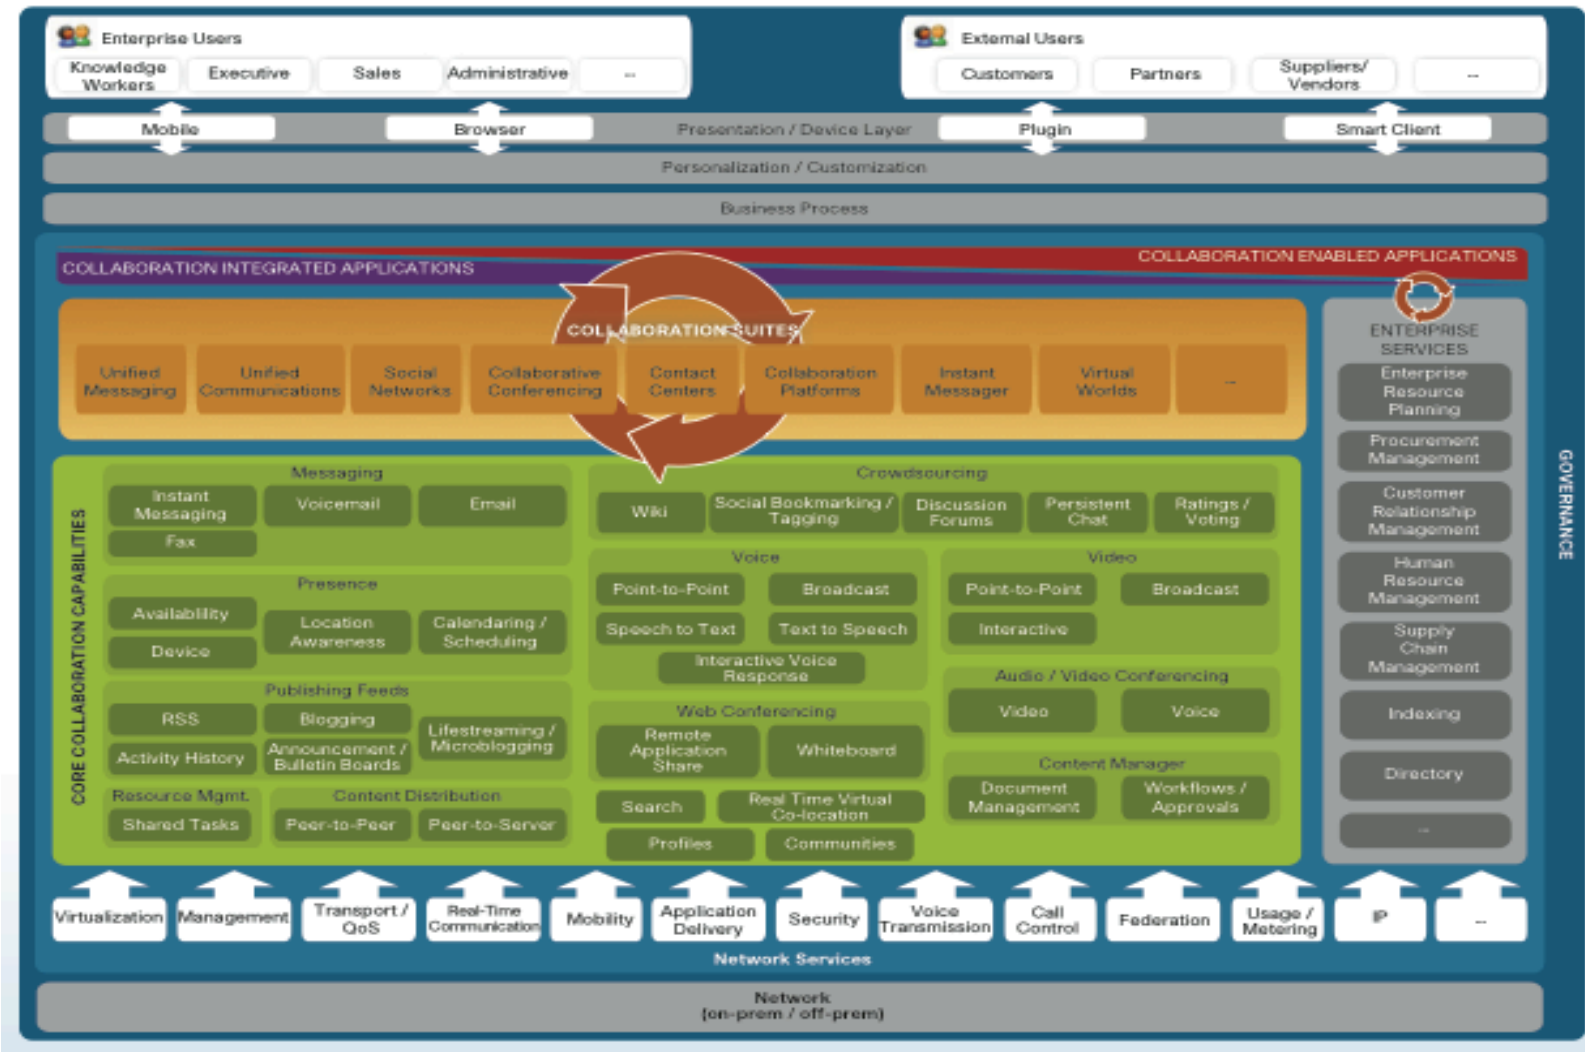 Enterprise Users
Knowledge
Workers
Executive
Sales
Administrative
...
External Users
Customers
Partners
Suppliers/
Vendors
...
Mobile
Browser
Presentation / Device Layer
Plugin
Smart Client
Personalization / Customization
Business Process
COLLABORATION INTEGRATED APPLICATIONS
COLLABORATION ENABLED APPLICATIONS
COLLABORATION SUITES
Unified
Messaging
Unified
Communications
Social
Networks
Collaborative
Conferencing
Contact
Centers
Collaboration
Platforms
Instant
Messager
Virtual
Worlds
...
ENTERPRISE
SERVICES
Enterprise
Resource
Planning
Procurement
Management
Customer
Relationship
Management
Human
Resource
Management
Supply
Chain
Management
Indexing
Directory
...
GOVERNANCE
CORE COLLABORATION CAPABILITIES
Messaging
Instant
Messaging
Voicemail
Email
Fax
Presence
Availablility
Device
Location
Awareness
Calendaring /
Scheduling
Publishing Feeds
RSS
Blogging
Lifestreaming /
Microblogging
Activity History
Announcement /
Bulletin Boards
Resource Mgmt.
Shared Tasks
Content Distribution
Peer-to-Peer
Peer-to-Server
Crowdsourcing
Wiki
Social Bookmarking /
Tagging
Discussion
Forums
Persistent
Chat
Ratings /
Voting
Voice
Point-to-Point
Broadcast
Speech to Text
Text to Speech
Interactive Voice
Response
Video
Point-to-Point
Broadcast
Interactive
Audio / Video Conferencing
Video
Voice
Web Conferencing
Remote
Application
Share
Whiteboard
Content Manager
Document
Management
Workflows /
Approvals
Search
Real Time Virtual
Co-location
Profiles
Communities
Virtualization
Management
Transport /
QoS
Real-Time
Communication
Mobility
Application
Delivery
Security
Voice
Transmission
Call
Control
Federation
Usage /
Metering
IP
...
Network Services
Network
(on-prem / off-prem)